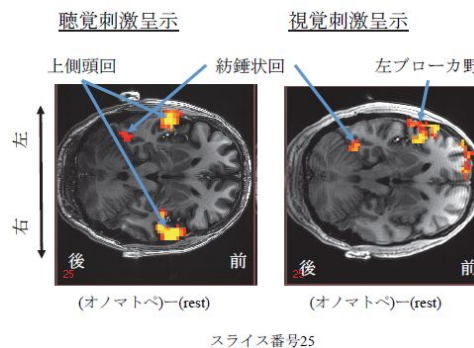 聴覚刺激呈示
視覚刺激呈示
上側頭回
紡錘状回
左ブローカ野
左
右
後
前
25
後
前
25
(オノマトペ)ー(rest)
(オノマトペ)ー(rest)
スライス番号25